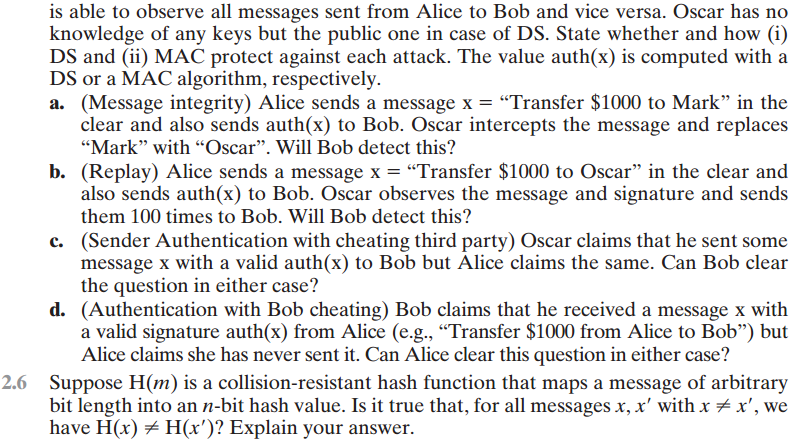 is able to observe all messages sent from Alice to Bob and vice versa. Oscar has no
knowledge of any keys but the public one in case of DS. State whether and how (i)
DS and (ii) MAC protect against each attack. The value auth(x) is computed with a
DS or a MAC algorithm, respectively.
a. (Message integrity) Alice sends a message x = “Transfer $1000 to Mark” in the
clear and also sends auth(x) to Bob. Oscar intercepts the message and replaces
“Mark” with “Oscar”. Will Bob detect this?
b. (Replay) Alice sends a message x = “Transfer $1000 to Oscar” in the clear and
also sends auth(x) to Bob. Oscar observes the message and signature and sends
them 100 times to Bob. Will Bob detect this?
c. (Sender Authentication with cheating third party) Oscar claims that he sent some
message x with a valid auth(x) to Bob but Alice claims the same. Can Bob clear
the question in either case?
d. (Authentication with Bob cheating) Bob claims that he received a message x with
a valid signature auth(x) from Alice (e.g., “Transfer $1000 from Alice to Bob”) but
Alice claims she has never sent it. Can Alice clear this question in either case?
2.6 Suppose H(m) is a collision-resistant hash function that maps a message of arbitrary
bit length into an n-bit hash value. Is it true that, for all messages x, x′ with x ≠ x′, we
have H(x) ≠ H(x′)? Explain your answer.